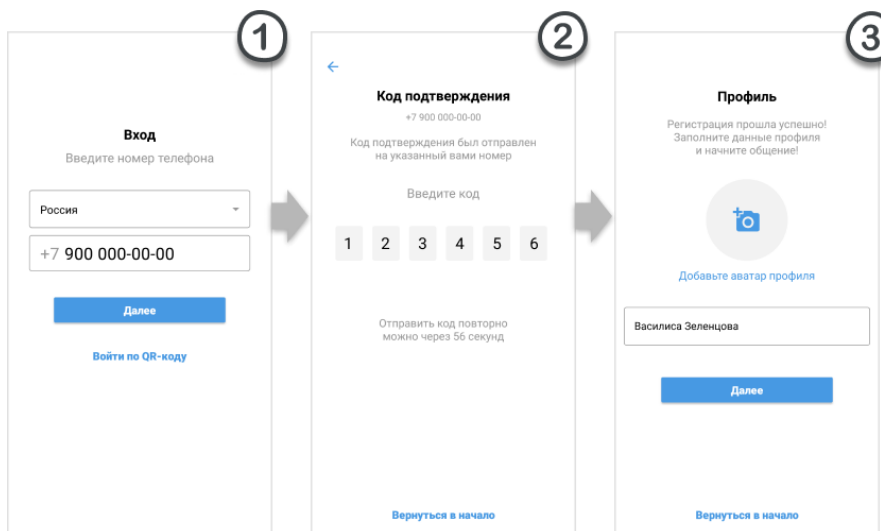 1
Вход
Введите номер телефона
Россия
+7 900 000-00-00
Далее
Войти по QR-коду
2
Код подтверждения
+7 900 000-00-00
Код подтверждения был отправлен
на указанный вами номер
Введите код
1 2 3 4 5 6
Отправить код повторно
можно через 56 секунд
Вернуться в начало
3
Профиль
Регистрация прошла успешно!
Заполните данные профиля
и начните общение!
Добавьте аватар профиля
Василиса Зеленцова
Далее
Вернуться в начало